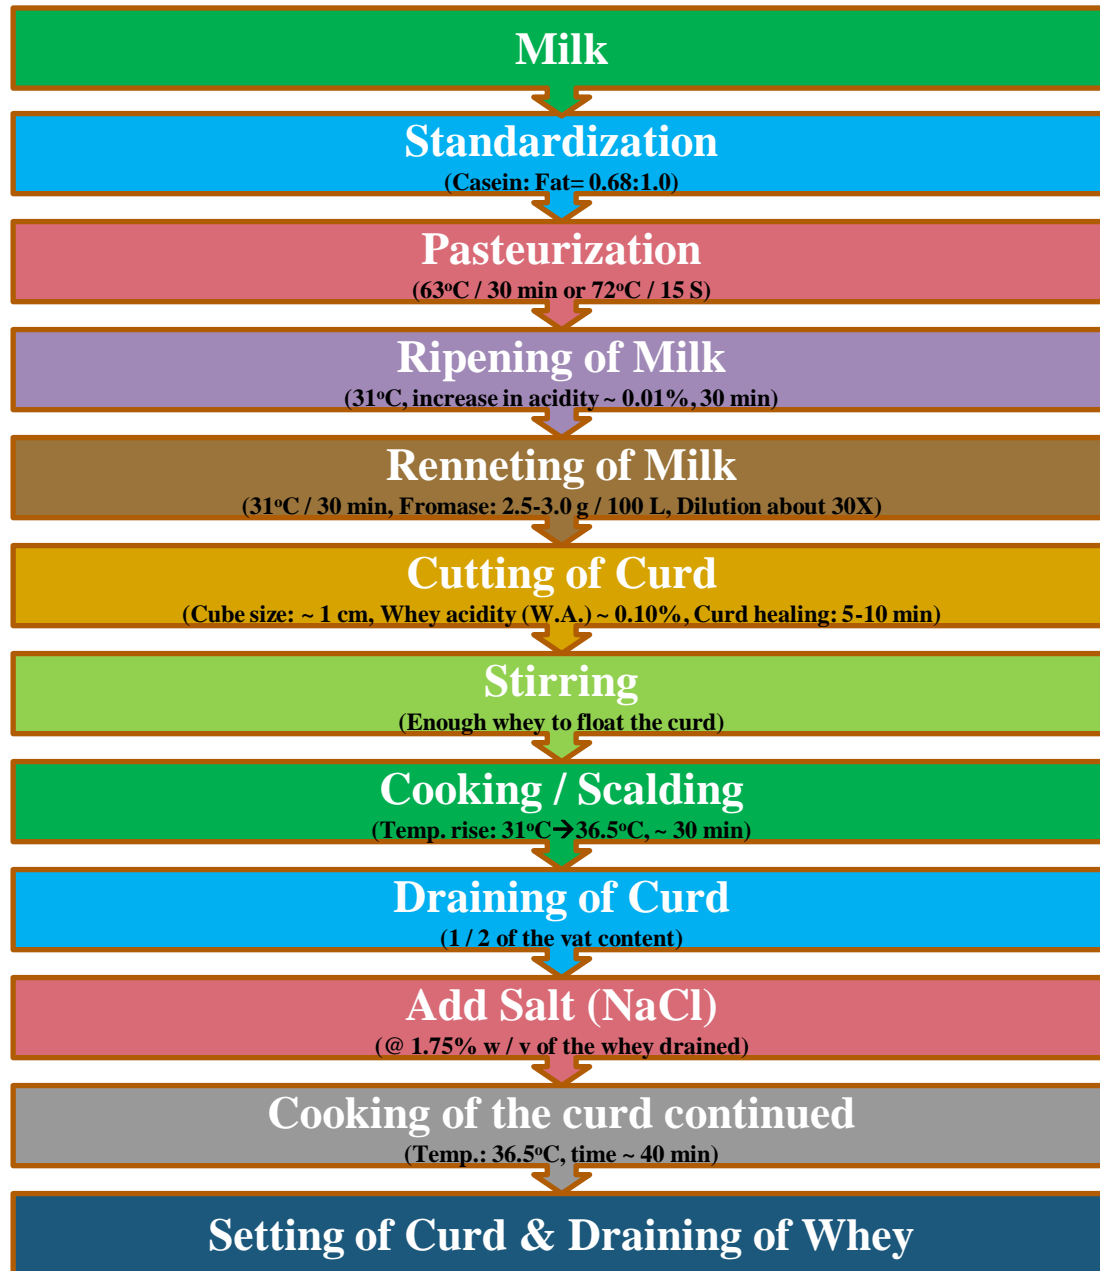 Milk
Standardization
(Casein: Fat= 0.68:1.0)
Pasteurization
(63ºC / 30 min or 72ºC / 15 S)
Ripening of Milk
(31ºC, increase in acidity ~ 0.01%, 30 min)
Renneting of Milk
(31ºC / 30 min, Fromase: 2.5-3.0 g / 100 L, Dilution about 30X)
Cutting of Curd
(Cube size: ~ 1 cm, Whey acidity (W.A.) ~ 0.10%, Curd healing: 5-10 min)
Stirring
(Enough whey to float the curd)
Cooking / Scalding
(Temp. rise: 31ºC→36.5ºC, ~ 30 min)
Draining of Curd
(1 / 2 of the vat content)
Add Salt (NaCl)
(@ 1.75% w / v of the whey drained)
Cooking of the curd continued
(Temp.: 36.5ºC, time ~ 40 min)
Setting of Curd & Draining of Whey